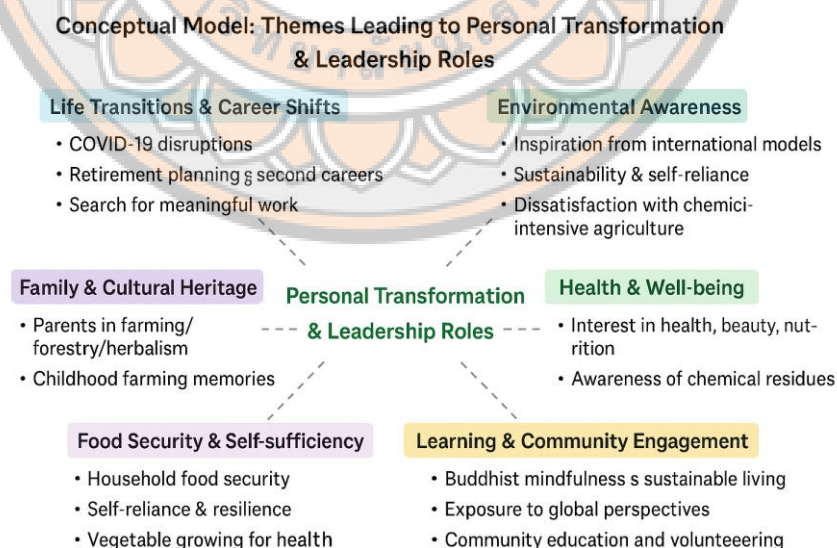 Conceptual Model: Themes Leading to Personal Transformation
& Leadership Roles
Life Transitions & Career Shifts
• COVID-19 disruptions
• Retirement planning § second careers
• Search for meaningful work
Environmental Awareness
• Inspiration from international models
• Sustainability & self-reliance
• Dissatisfaction with chemici-
intensive agriculture
Family & Cultural Heritage
• Parents in farming/
forestry/herbalism
• Childhood farming memories
Personal Transformation
& Leadership Roles
Health & Well-being
• Interest in health, beauty, nut-
rition
• Awareness of chemical residues
Food Security & Self-sufficiency
• Household food security
• Self-reliance & resilience
• Vegetable growing for health
Learning & Community Engagement
• Buddhist mindfulness s sustainable living
• Exposure to global perspectives
• Community education and volunteeering